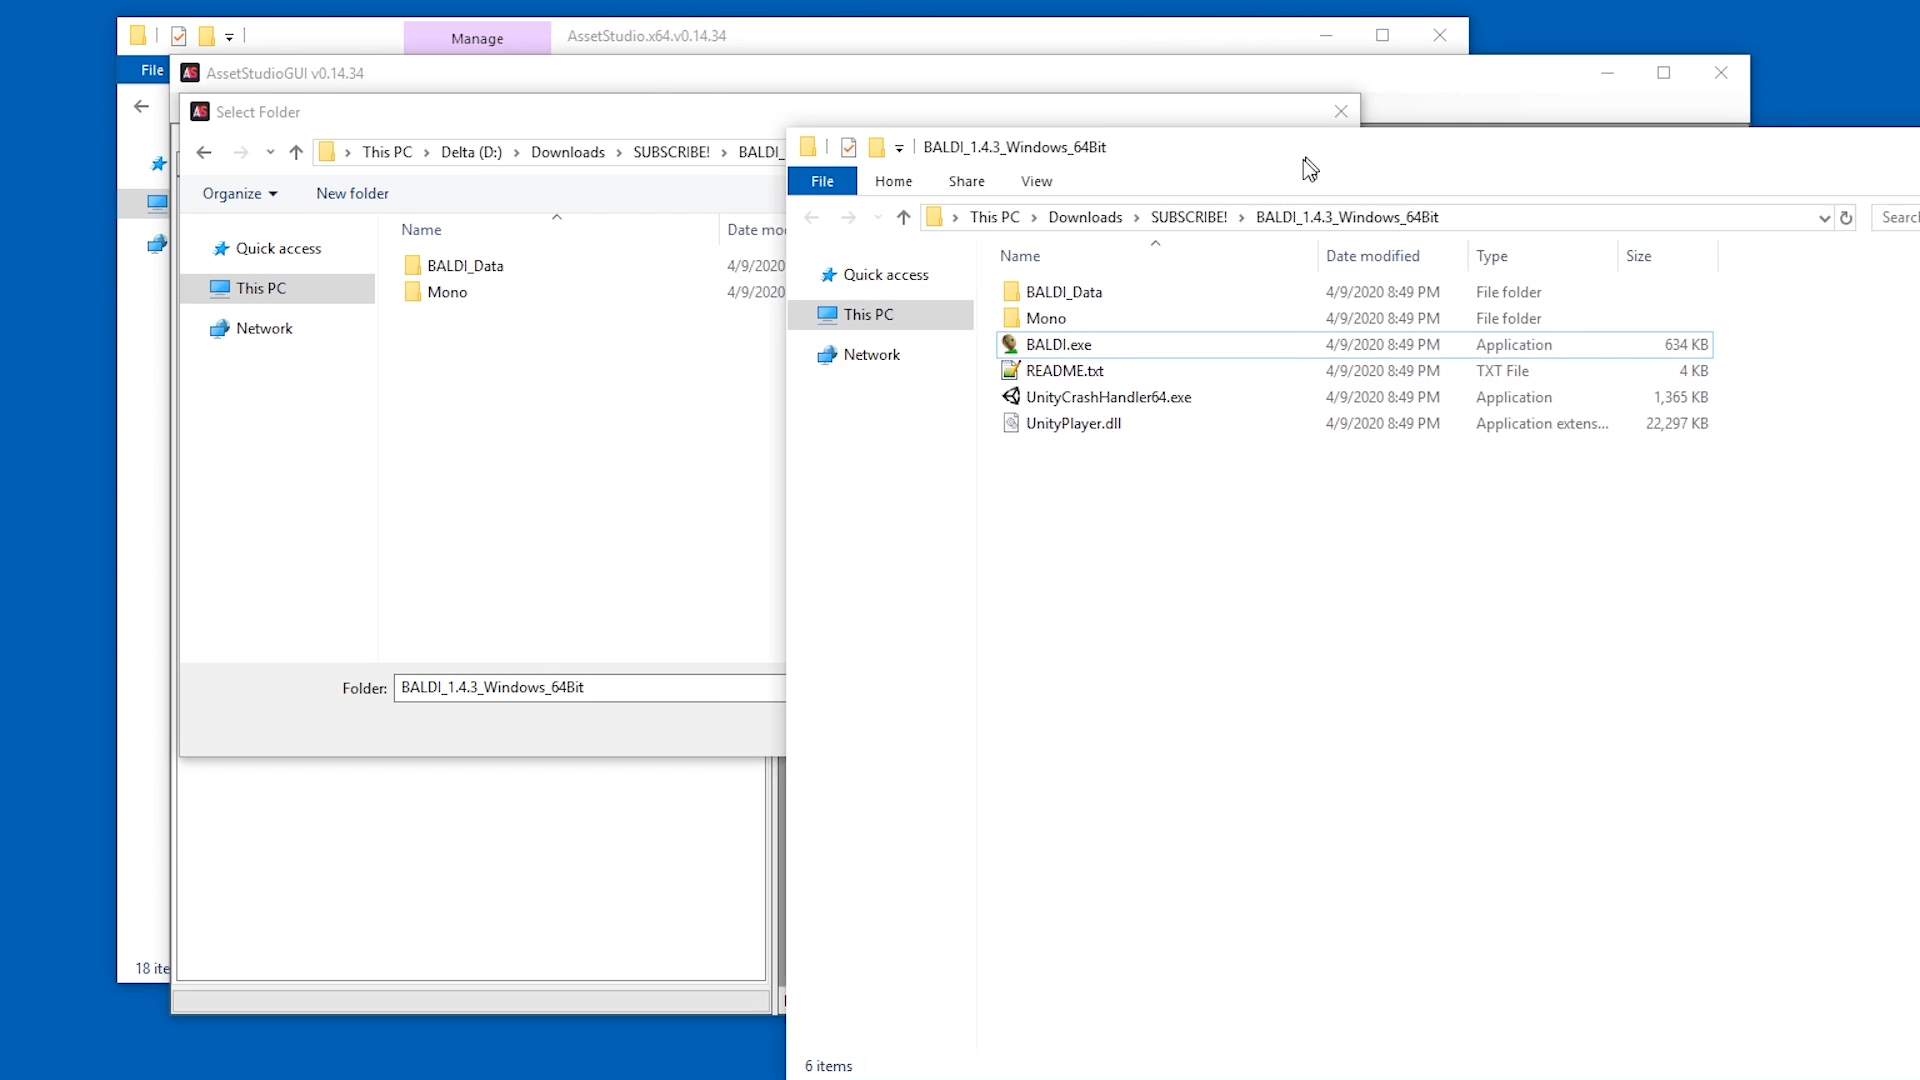 Manage
AssetStudio.x64.v0.14.34
File
AssetStudioGUI v0.14.34
Select Folder
This PC > Delta (D:) > Downloads > SUBSCRIBE! > BALDI_
Organize
New folder
Name
Date mo
Quick access
BALDI_Data
4/9/2020
This PC
Mono
4/9/2020
Network
Folder:
BALDI_1.4.3_Windows_64Bit
18 ite
BALDI_1.4.3_Windows_64Bit
File
Home
Share
View
This PC > Downloads > SUBSCRIBE! > BALDI_1.4.3_Windows_64Bit
Searc
Name
Date modified
Type
Size
Quick access
This PC
Network
BALDI_Data 4/9/2020 8:49 PM File folder
Mono 4/9/2020 8:49 PM File folder
BALDI.exe 4/9/2020 8:49 PM Application 634 KB
README.txt 4/9/2020 8:49 PM TXT File 4 KB
UnityCrashHandler64.exe 4/9/2020 8:49 PM Application 1,365 KB
UnityPlayer.dll 4/9/2020 8:49 PM Application extens... 22,297 KB
6 items